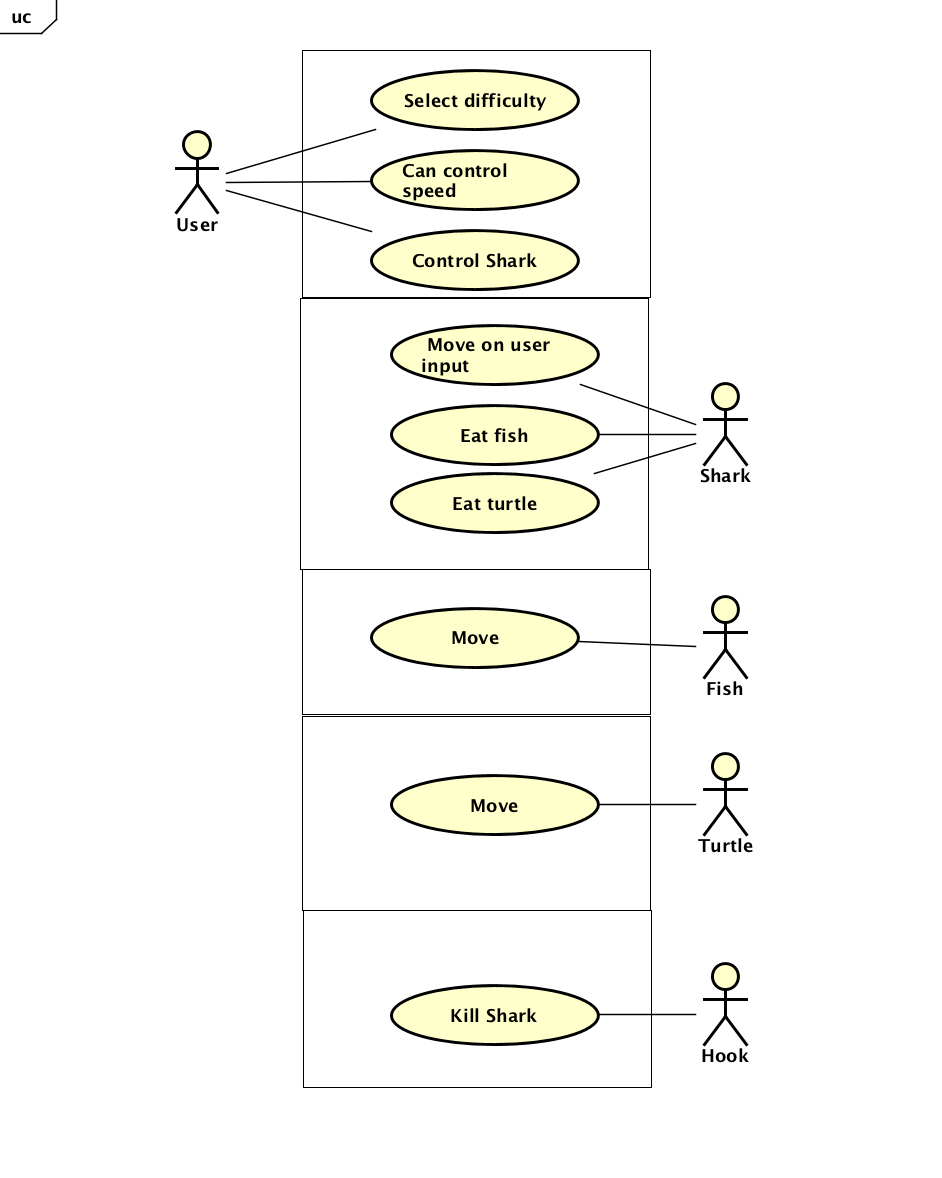 uc
Select difficulty
Can control
speed
User
Control Shark
Move on user
input
Eat fish
Shark
Eat turtle
Move
Fish
Move
Turtle
Kill Shark
Hook